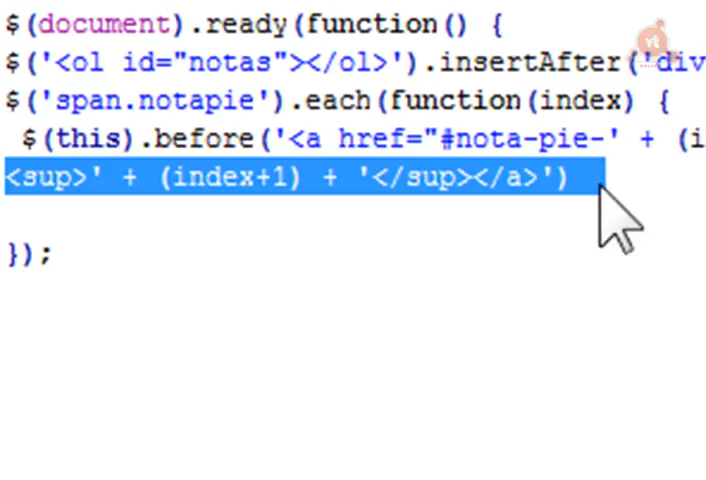 $(document).ready(function() {
$('<ol id="notas"></ol>').insertAfter('div
$('span.notapie').each(function(index) {
$(this).before('<a href="#nota-pie-' + (i
<sup>' + (index+1) + '</sup></a>')
});